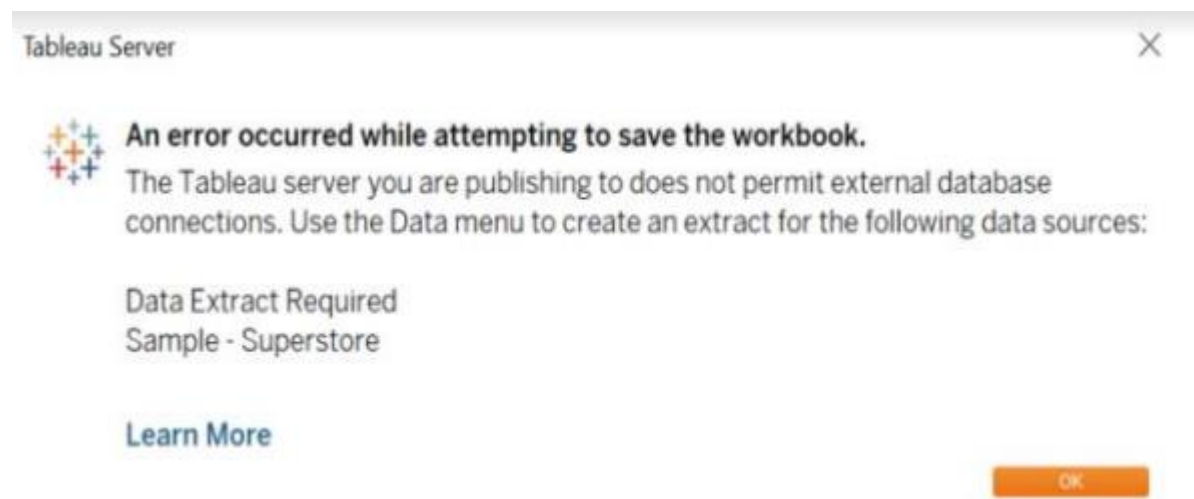 Tableau Server
An error occurred while attempting to save the workbook.
The Tableau server you are publishing to does not permit external database
connections. Use the Data menu to create an extract for the following data sources:
Data Extract Required
Sample - Superstore
Learn More
OK